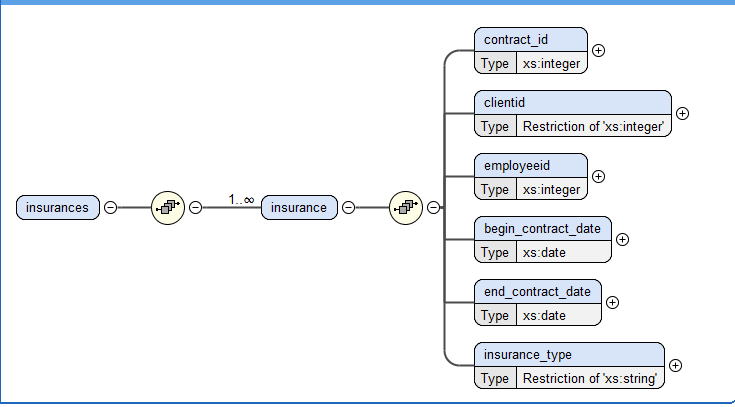 contract_id
Type xs:integer
clientid
Type Restriction of 'xs:integer'
employeeid
Type xs:integer
insurances
1..∞
insurance
begin_contract_date
Type xs:date
end_contract_date
Type xs:date
insurance_type
Type Restriction of 'xs:string'